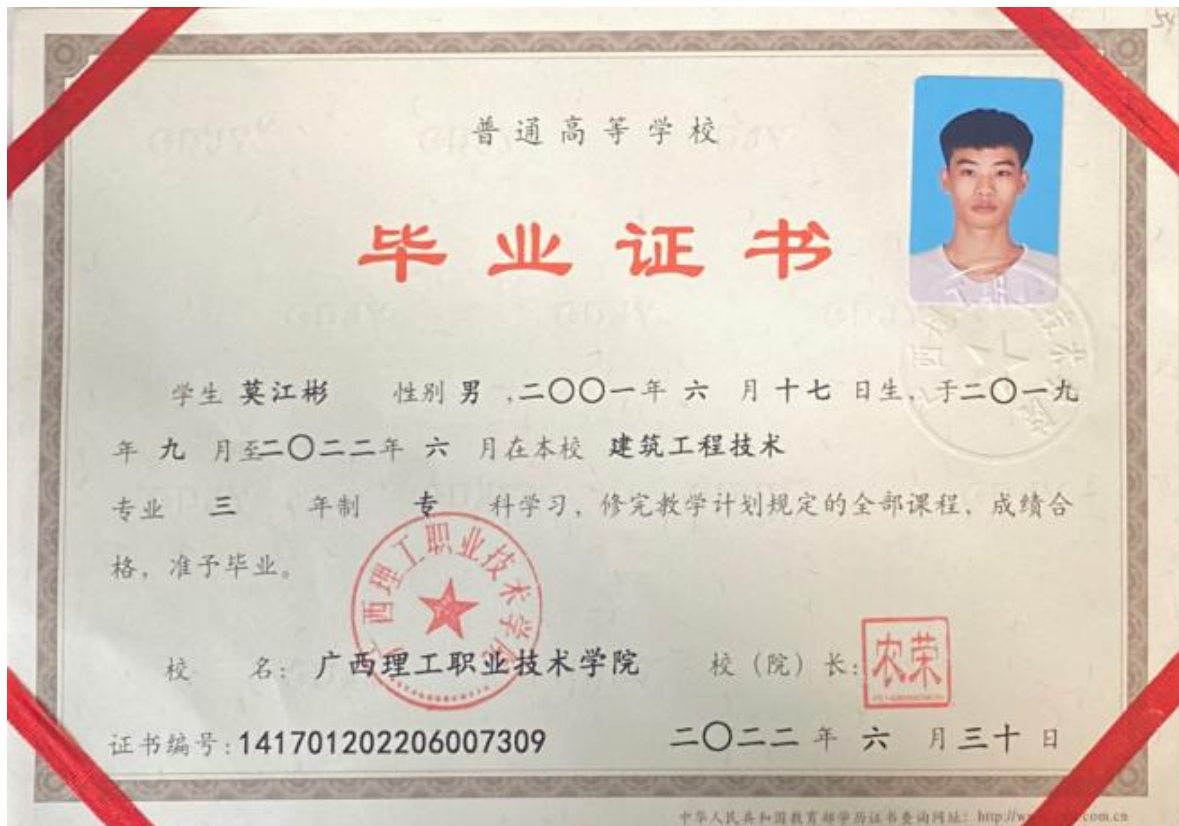 54
普通高等学校
毕业证书
学生 莫江彬 性别 男 ,二〇〇一年 六 月 十七 日生, 于二〇一九
年 九 月至二〇二二年 六 月在本校 建筑工程技术
专业 三 年制 专 科学习, 修完教学计划规定的全部课程, 成绩合
格, 准予毕业。
广西理工职业技术学院
校 名: 广西理工职业技术学院 校（院）长: 农荣
证书编号: 141701202206007309 二〇二二 年 六 月 三十 日
中华人民共和国教育部学历证书查询网址: http://w com.cn